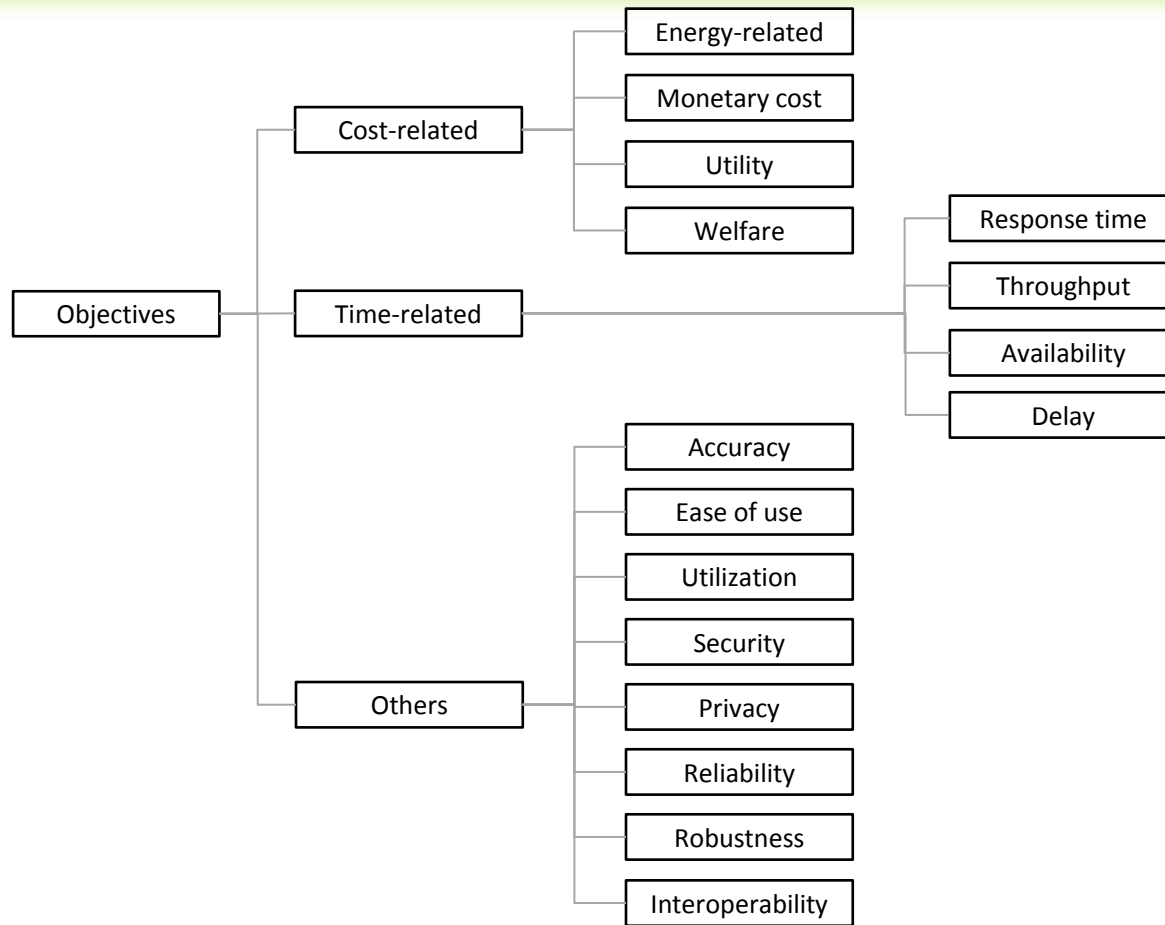 Objectives
Cost-related
Energy-related
Monetary cost
Utility
Welfare
Time-related
Response time
Throughput
Availability
Delay
Others
Accuracy
Ease of use
Utilization
Security
Privacy
Reliability
Robustness
Interoperability